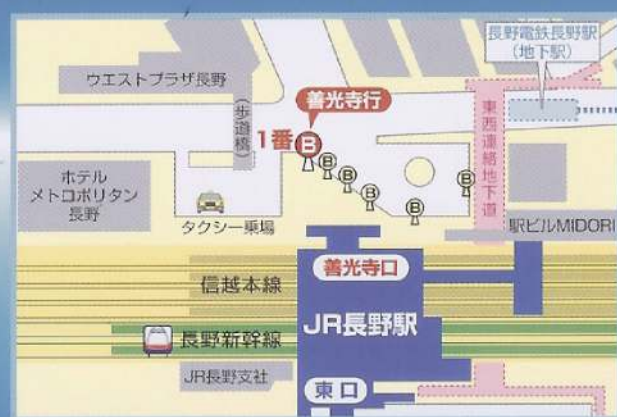 長野電鉄長野駅
(地下駅)
ウエストプラザ長野
(歩道橋)
善光寺行
1番
B
B
B
B
B
B
東西連絡地下道
ホテル
メトロポリタン
長野
タクシー乗場
駅ビルMIDORI
善光寺口
信越本線
JR長野駅
長野新幹線
JR長野支社
東口